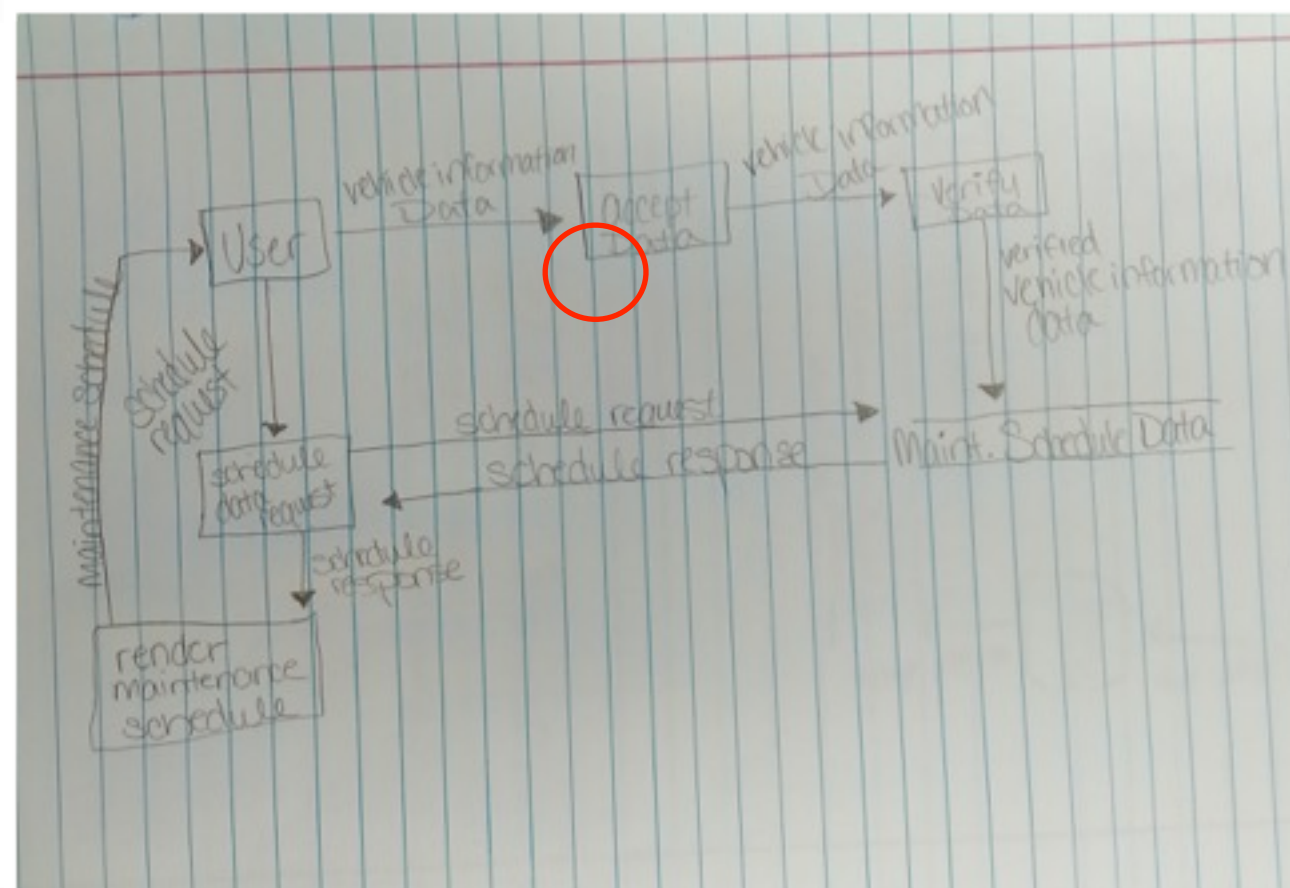 vehicle information
Data
vehicle information
Data
User
accept
Data
Verify
Data
verified
vehicle information
data
maintenance schedule
schedule
request
schedule request
schedule response
Maint. Schedule Data
schedule
data
request
schedule
response
render
maintenance
schedule